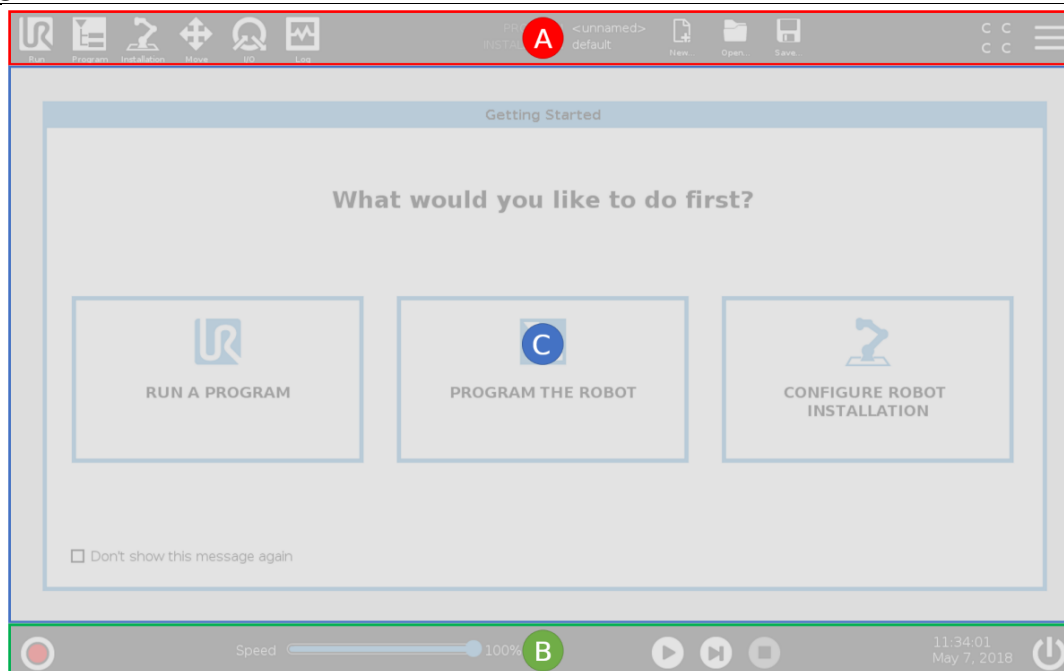 Run Program Installation Move I/O Log
PR <unnamed>
INSTAL default
New... Open... Save...
C C
C C
A
Getting Started
What would you like to do first?
C
RUN A PROGRAM
PROGRAM THE ROBOT
CONFIGURE ROBOT
INSTALLATION
Don't show this message again
Speed 100%
B
11:34:01
May 7, 2018